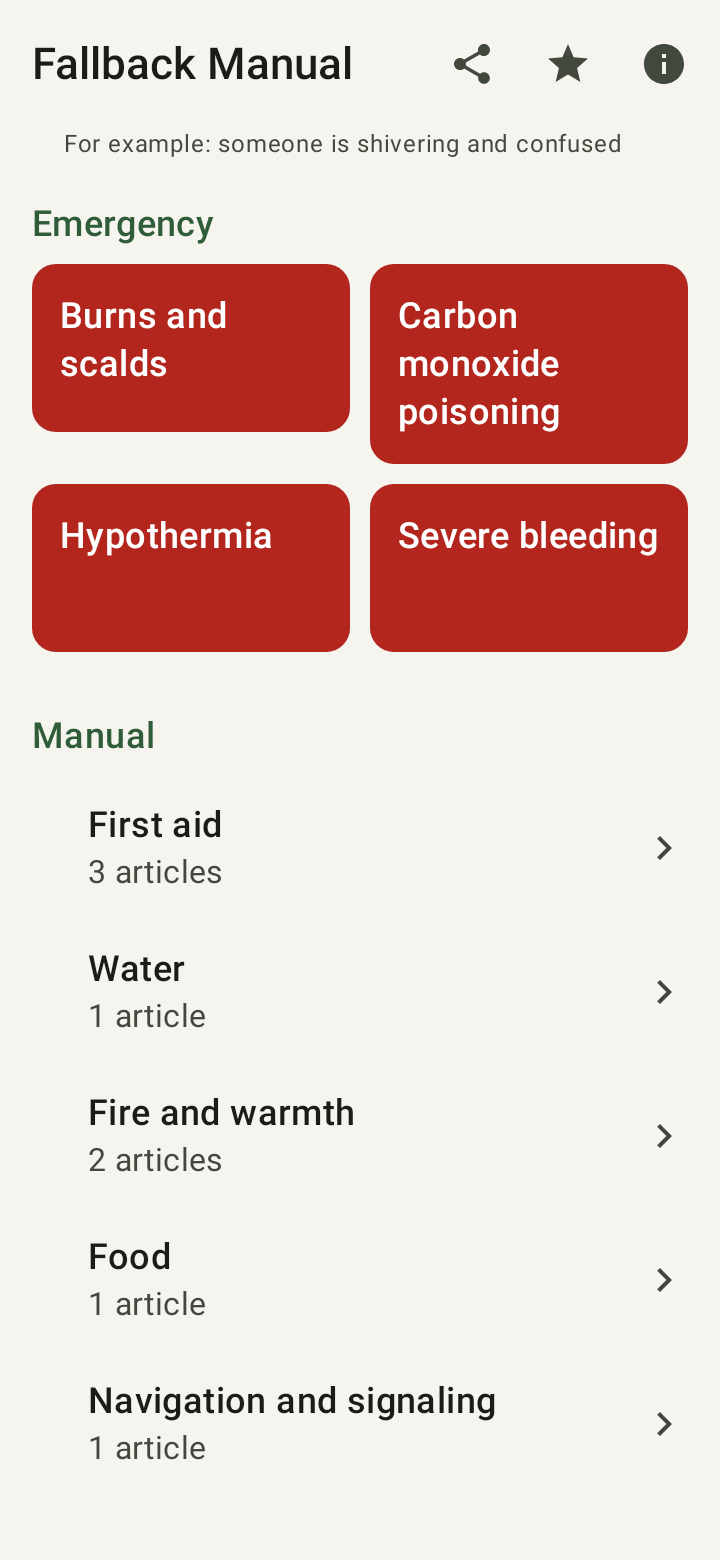 Fallback Manual
For example: someone is shivering and confused
Emergency
Burns and
scalds
Carbon
monoxide
poisoning
Hypothermia
Severe bleeding
Manual
First aid
3 articles
Water
1 article
Fire and warmth
2 articles
Food
1 article
Navigation and signaling
1 article